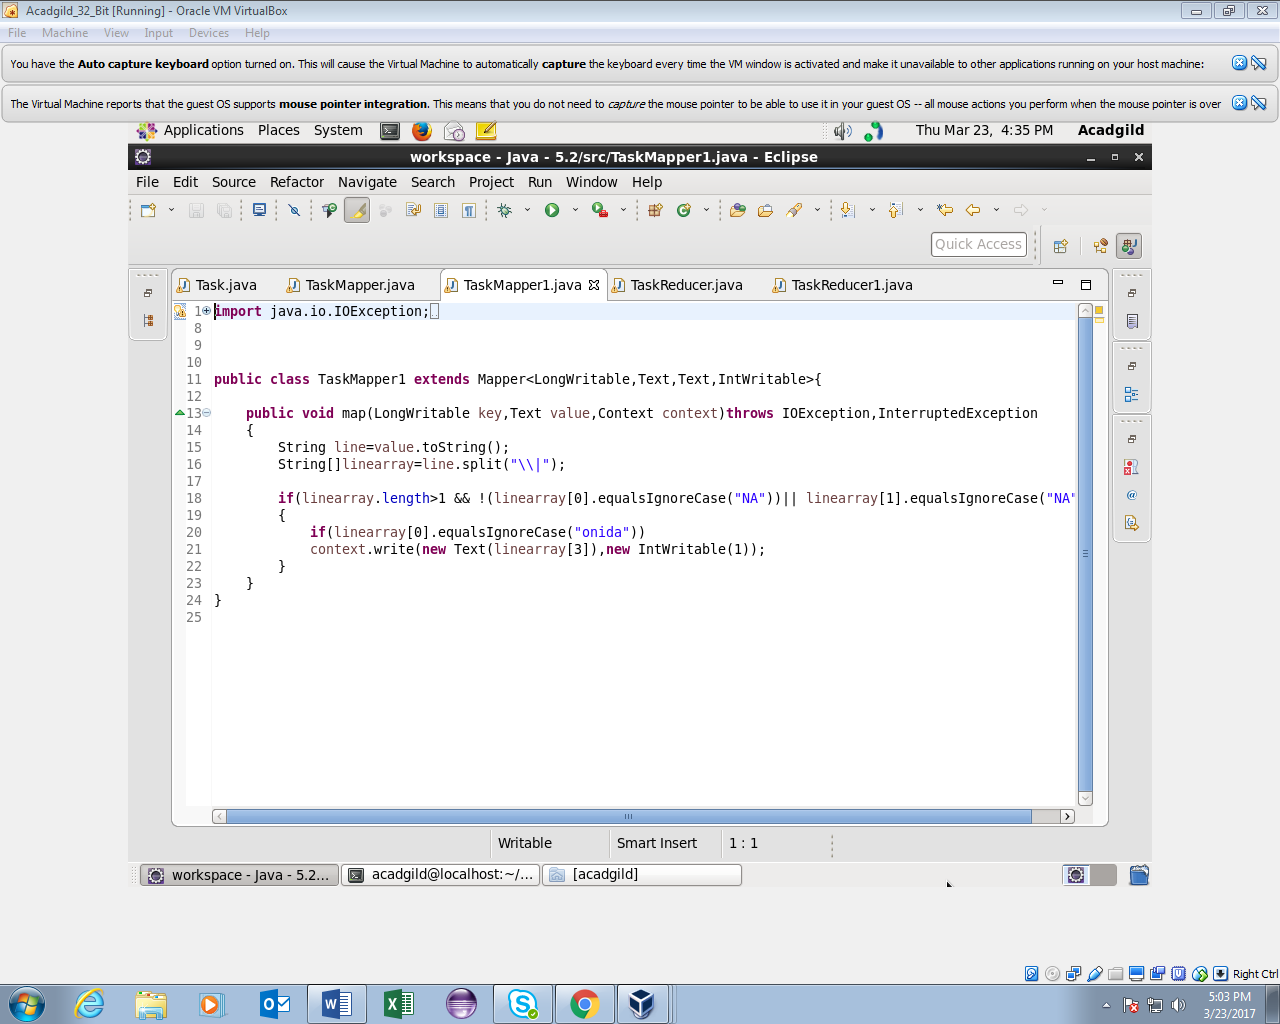 Acadgild_32_Bit [Running] - Oracle VM VirtualBox
File Machine View Input Devices Help
You have the Auto capture keyboard option turned on. This will cause the Virtual Machine to automatically capture the keyboard every time the VM window is activated and make it unavailable to other applications running on your host machine:
The Virtual Machine reports that the guest OS supports mouse pointer integration. This means that you do not need to capture the mouse pointer to be able to use it in your guest OS -- all mouse actions you perform when the mouse pointer is over
Applications Places System Thu Mar 23, 4:35 PM Acadgild
workspace - Java - 5.2/src/TaskMapper1.java - Eclipse
File Edit Source Refactor Navigate Search Project Run Window Help
Quick Access
Task.java TaskMapper.java TaskMapper1.java TaskReducer.java TaskReducer1.java
1 import java.io.IOException;
8
9
10
11 public class TaskMapper1 extends Mapper<LongWritable,Text,Text,IntWritable>{
12
13 public void map(LongWritable key,Text value,Context context)throws IOException,InterruptedException
14 {
15 String line=value.toString();
16 String[]linearray=line.split("\\|");
17
18 if(linearray.length>1 && !(linearray[0].equalsIgnoreCase("NA"))|| linearray[1].equalsIgnoreCase("NA"
19 {
20 if(linearray[0].equalsIgnoreCase("onida"))
21 context.write(new Text(linearray[3]),new IntWritable(1));
22 }
23 }
24 }
25
Writable Smart Insert 1 : 1
workspace - Java - 5.2... acadgild@localhost:~/... [acadgild]
Right Ctrl
5:03 PM
3/23/2017